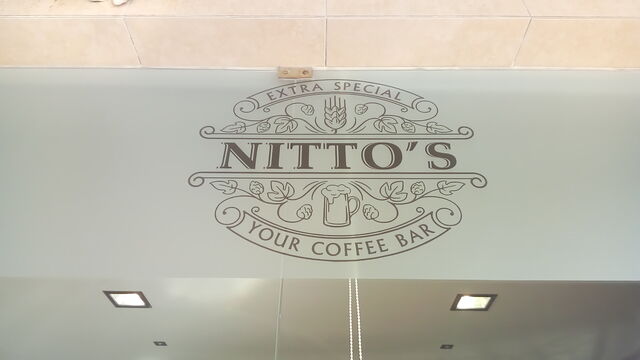 EXTRA SPECIAL
NITTO'S
YOUR COFFEE BAR